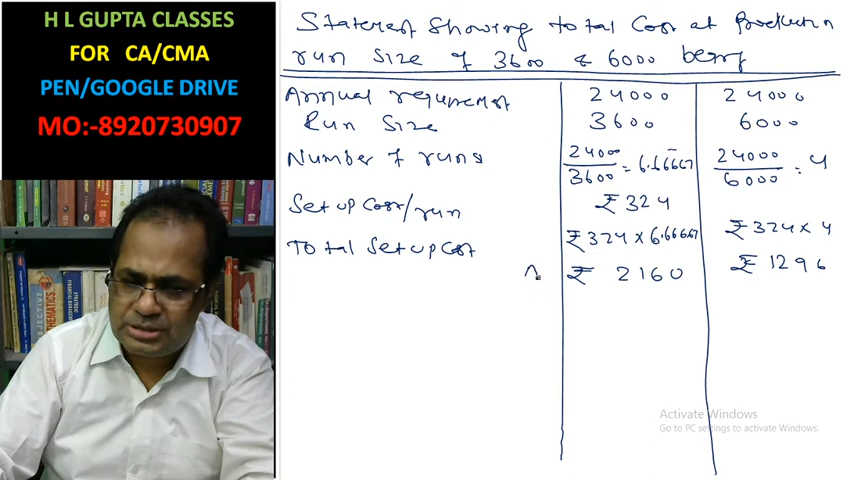 H L GUPTA CLASSES
FOR CA/CMA
PEN/GOOGLE DRIVE
MO:-8920730907
Statement Showing total Cost at Production
run Size of 3600 & 6000 bearing
Annual requirement 24000 24000
Run Size 3600 6000
Number of runs 24000/3600 = 6.66667 24000/6000 = 4
Set up Cost/run ₹324
Total Set up Cost ₹324 x 6.66667 ₹324 x 4
₹ 2160 ₹ 1296
Activate Windows
Go to PC settings to activate Windows.
MATHEMATICS